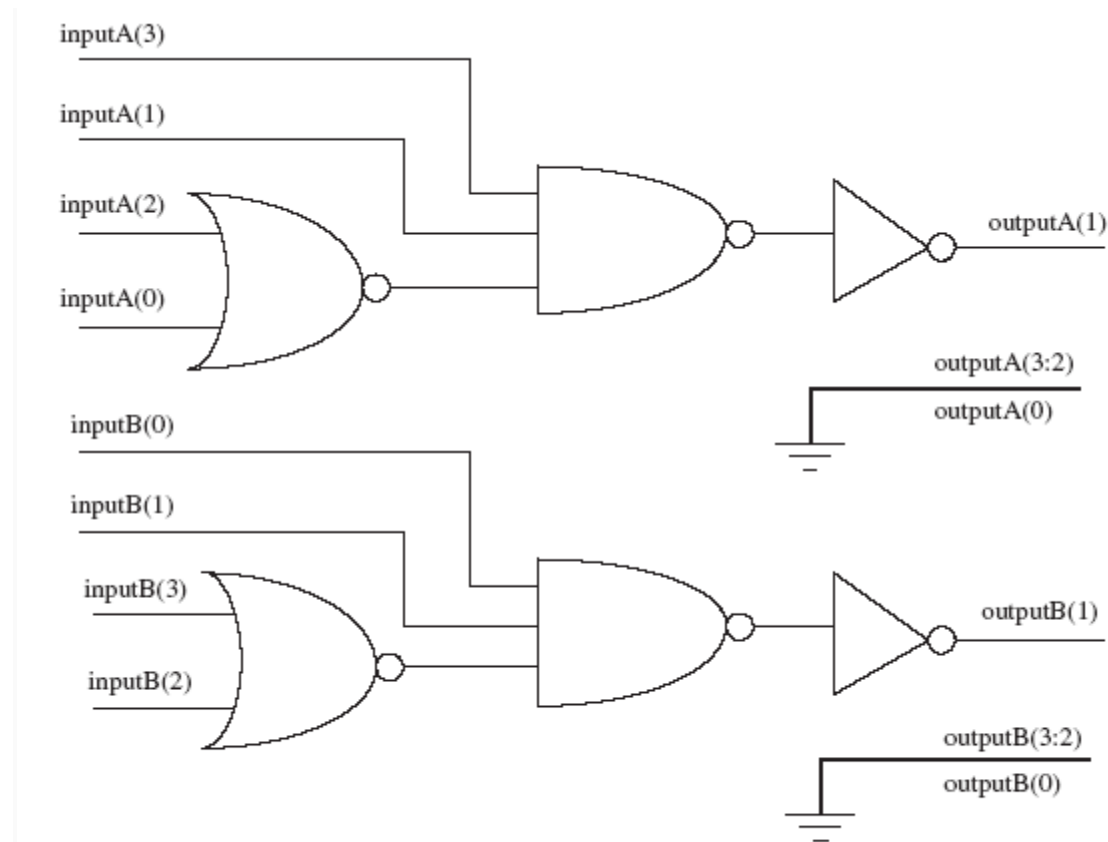 inputA(3)
inputA(1)
inputA(2)
outputA(1)
inputA(0)
outputA(3:2)
outputA(0)
inputB(0)
inputB(1)
inputB(3)
outputB(1)
inputB(2)
outputB(3:2)
outputB(0)